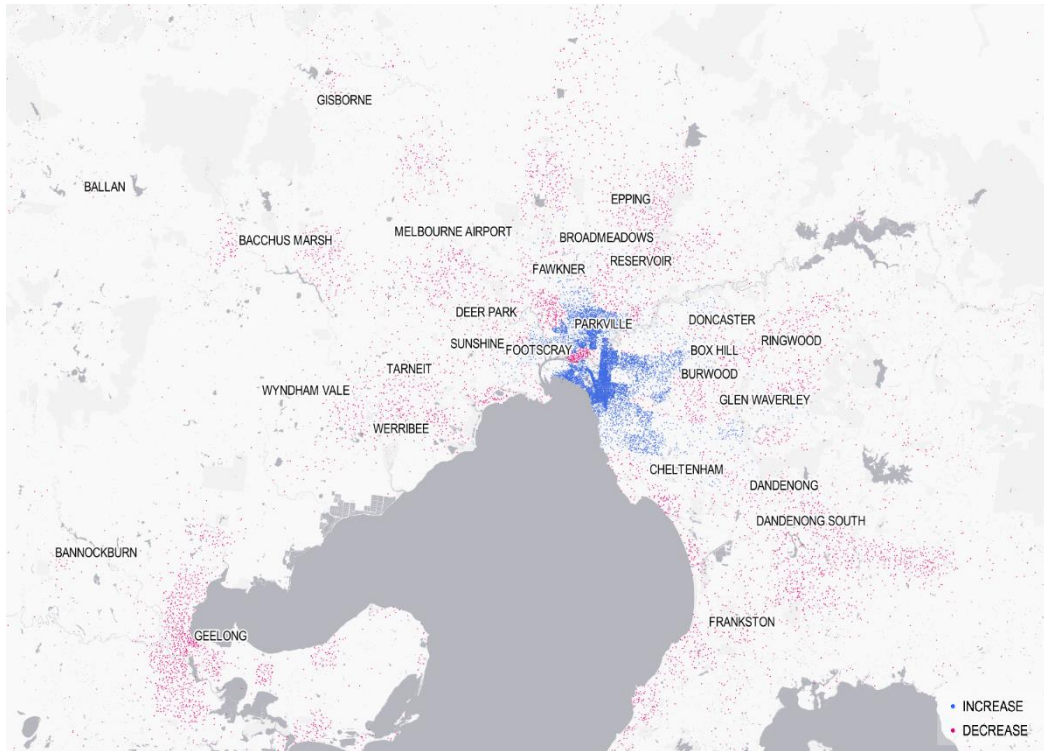 GISBORNE
BALLAN
EPPING
MELBOURNE AIRPORT
BROADMEADOWS
BACCHUS MARSH
RESERVOIR
FAWKNER
DEER PARK
DONCASTER
PARKVILLE
RINGWOOD
SUNSHINE
FOOTSCRAY
BOX HILL
TARNEIT
BURWOOD
WYNDHAM VALE
GLEN WAVERLEY
WERRIBEE
CHELTENHAM
DANDENONG
DANDENONG SOUTH
BANNOCKBURN
FRANKSTON
GEELONG
INCREASE
DECREASE